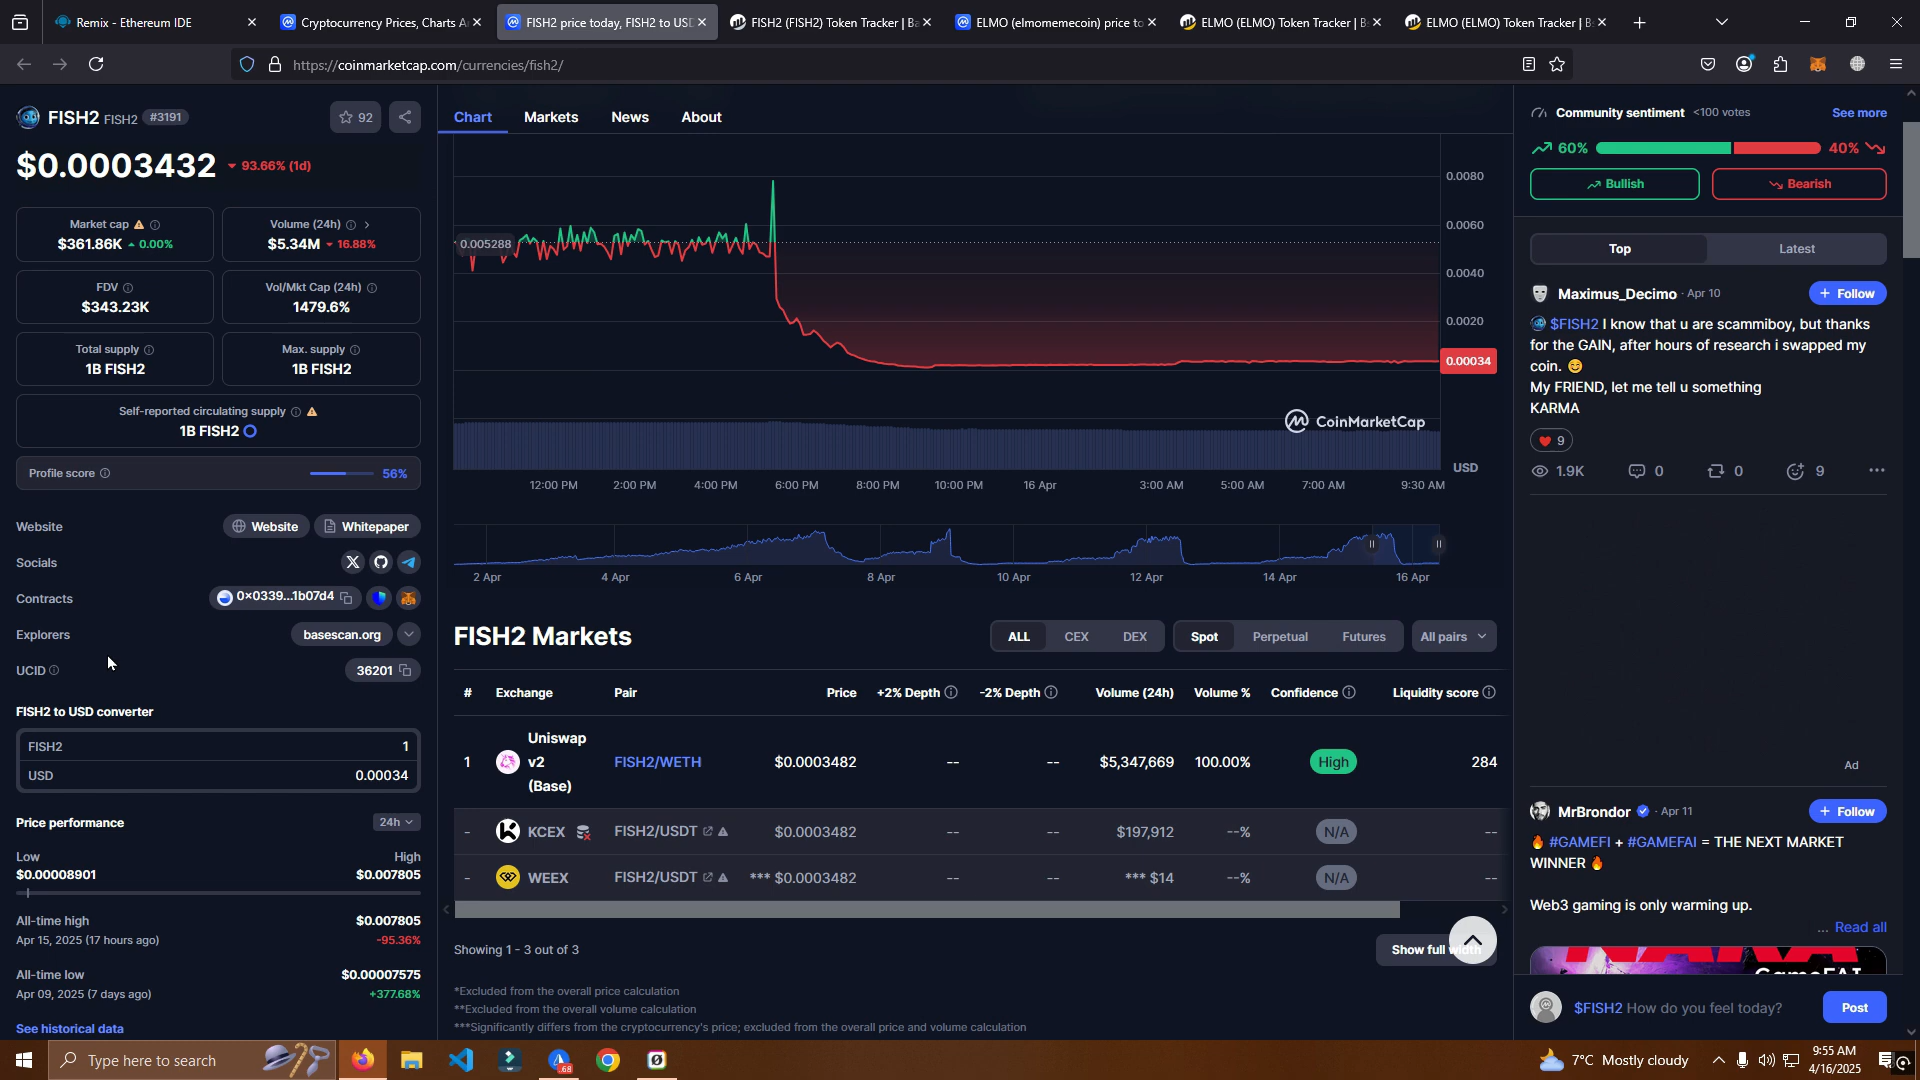 Remix - Ethereum IDE
Cryptocurrency Prices, Charts A
FISH2 price today, FISH2 to USD
FISH2 (FISH2) Token Tracker | Ba
ELMO (elmomemecoin) price to
ELMO (ELMO) Token Tracker | B
ELMO (ELMO) Token Tracker | B
https://coinmarketcap.com/currencies/fish2/
FISH2 FISH2 #3191
92
$0.0003432 93.66% (1d)
Market cap
$361.86K 0.00%
Volume (24h)
$5.34M 16.88%
FDV
$343.23K
Vol/Mkt Cap (24h)
1479.6%
Total supply
1B FISH2
Max. supply
1B FISH2
Self-reported circulating supply
1B FISH2
Profile score 56%
Website Website Whitepaper
Socials
Contracts 0x0339...1b07d4
Explorers basescan.org
UCID 36201
FISH2 to USD converter
FISH2 1
USD 0.00034
Price performance 24h
Low High
$0.00008901 $0.007805
All-time high $0.007805
Apr 15, 2025 (17 hours ago) -95.36%
All-time low $0.00007575
Apr 09, 2025 (7 days ago) +377.68%
See historical data
Chart Markets News About
0.0080
0.0060
0.005288
0.0040
0.0020
0.00034
CoinMarketCap
USD
12:00 PM 2:00 PM 4:00 PM 6:00 PM 8:00 PM 10:00 PM 16 Apr 3:00 AM 5:00 AM 7:00 AM 9:30 AM
2 Apr 4 Apr 6 Apr 8 Apr 10 Apr 12 Apr 14 Apr 16 Apr
FISH2 Markets
ALL CEX DEX Spot Perpetual Futures All pairs
# Exchange Pair Price +2% Depth -2% Depth Volume (24h) Volume % Confidence Liquidity score
1 Uniswap v2 (Base) FISH2/WETH $0.0003482 -- -- $5,347,669 100.00% High 284
- KCEX FISH2/USDT $0.0003482 -- -- $197,912 --% N/A --
- WEEX FISH2/USDT *** $0.0003482 -- -- *** $14 --% N/A --
Showing 1 - 3 out of 3
Show full width
*Excluded from the overall price calculation
**Excluded from the overall volume calculation
***Significantly differs from the cryptocurrency's price; excluded from the overall price and volume calculation
Community sentiment <100 votes See more
60% 40%
Bullish Bearish
Top Latest
Maximus_Decimo · Apr 10 + Follow
$FISH2 I know that u are scammiboy, but thanks
for the GAIN, after hours of research i swapped my
coin. 😊
My FRIEND, let me tell u something
KARMA
9
1.9K 0 0 9
Ad
MrBrondor · Apr 11 + Follow
🔥 #GAMEFI + #GAMEFAI = THE NEXT MARKET
WINNER 🔥
Web3 gaming is only warming up.
... Read all
$FISH2 How do you feel today? Post
Type here to search
.68
7°C Mostly cloudy
9:55 AM
4/16/2025